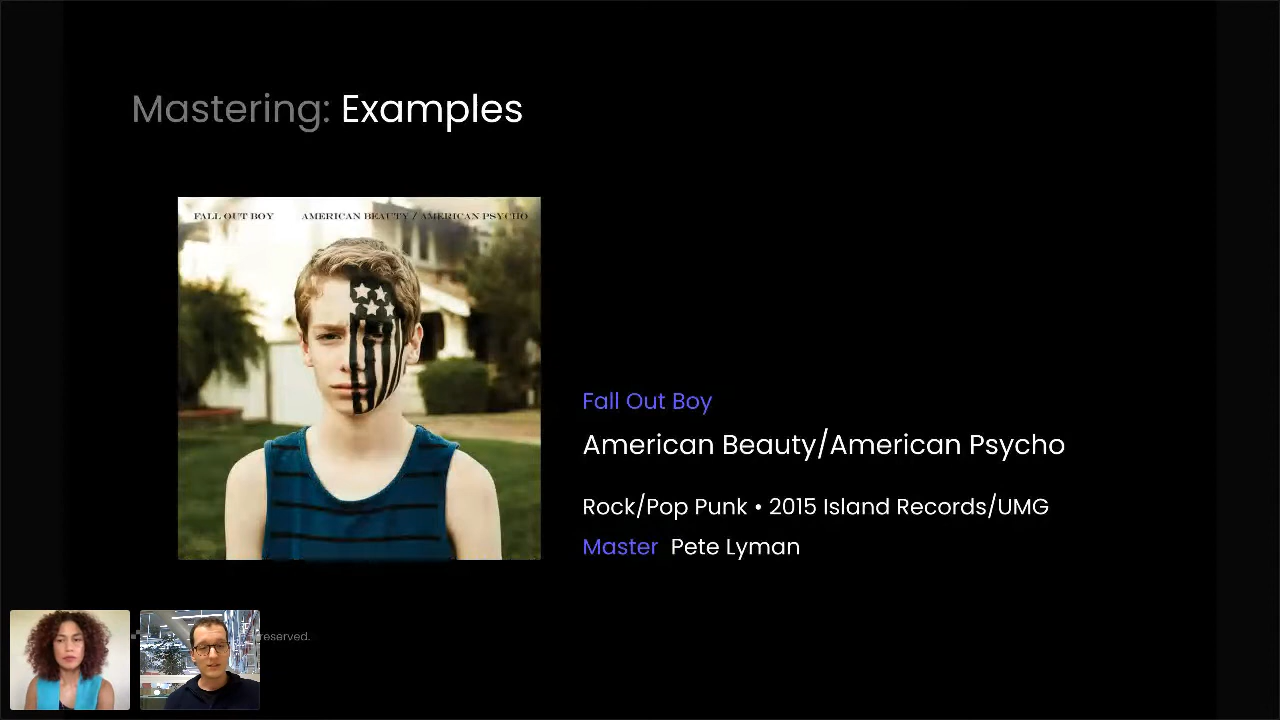 Mastering: Examples
FALL OUT BOY AMERICAN BEAUTY / AMERICAN PSYCHO
Fall Out Boy
American Beauty/American Psycho
Rock/Pop Punk • 2015 Island Records/UMG
Master Pete Lyman
reserved.